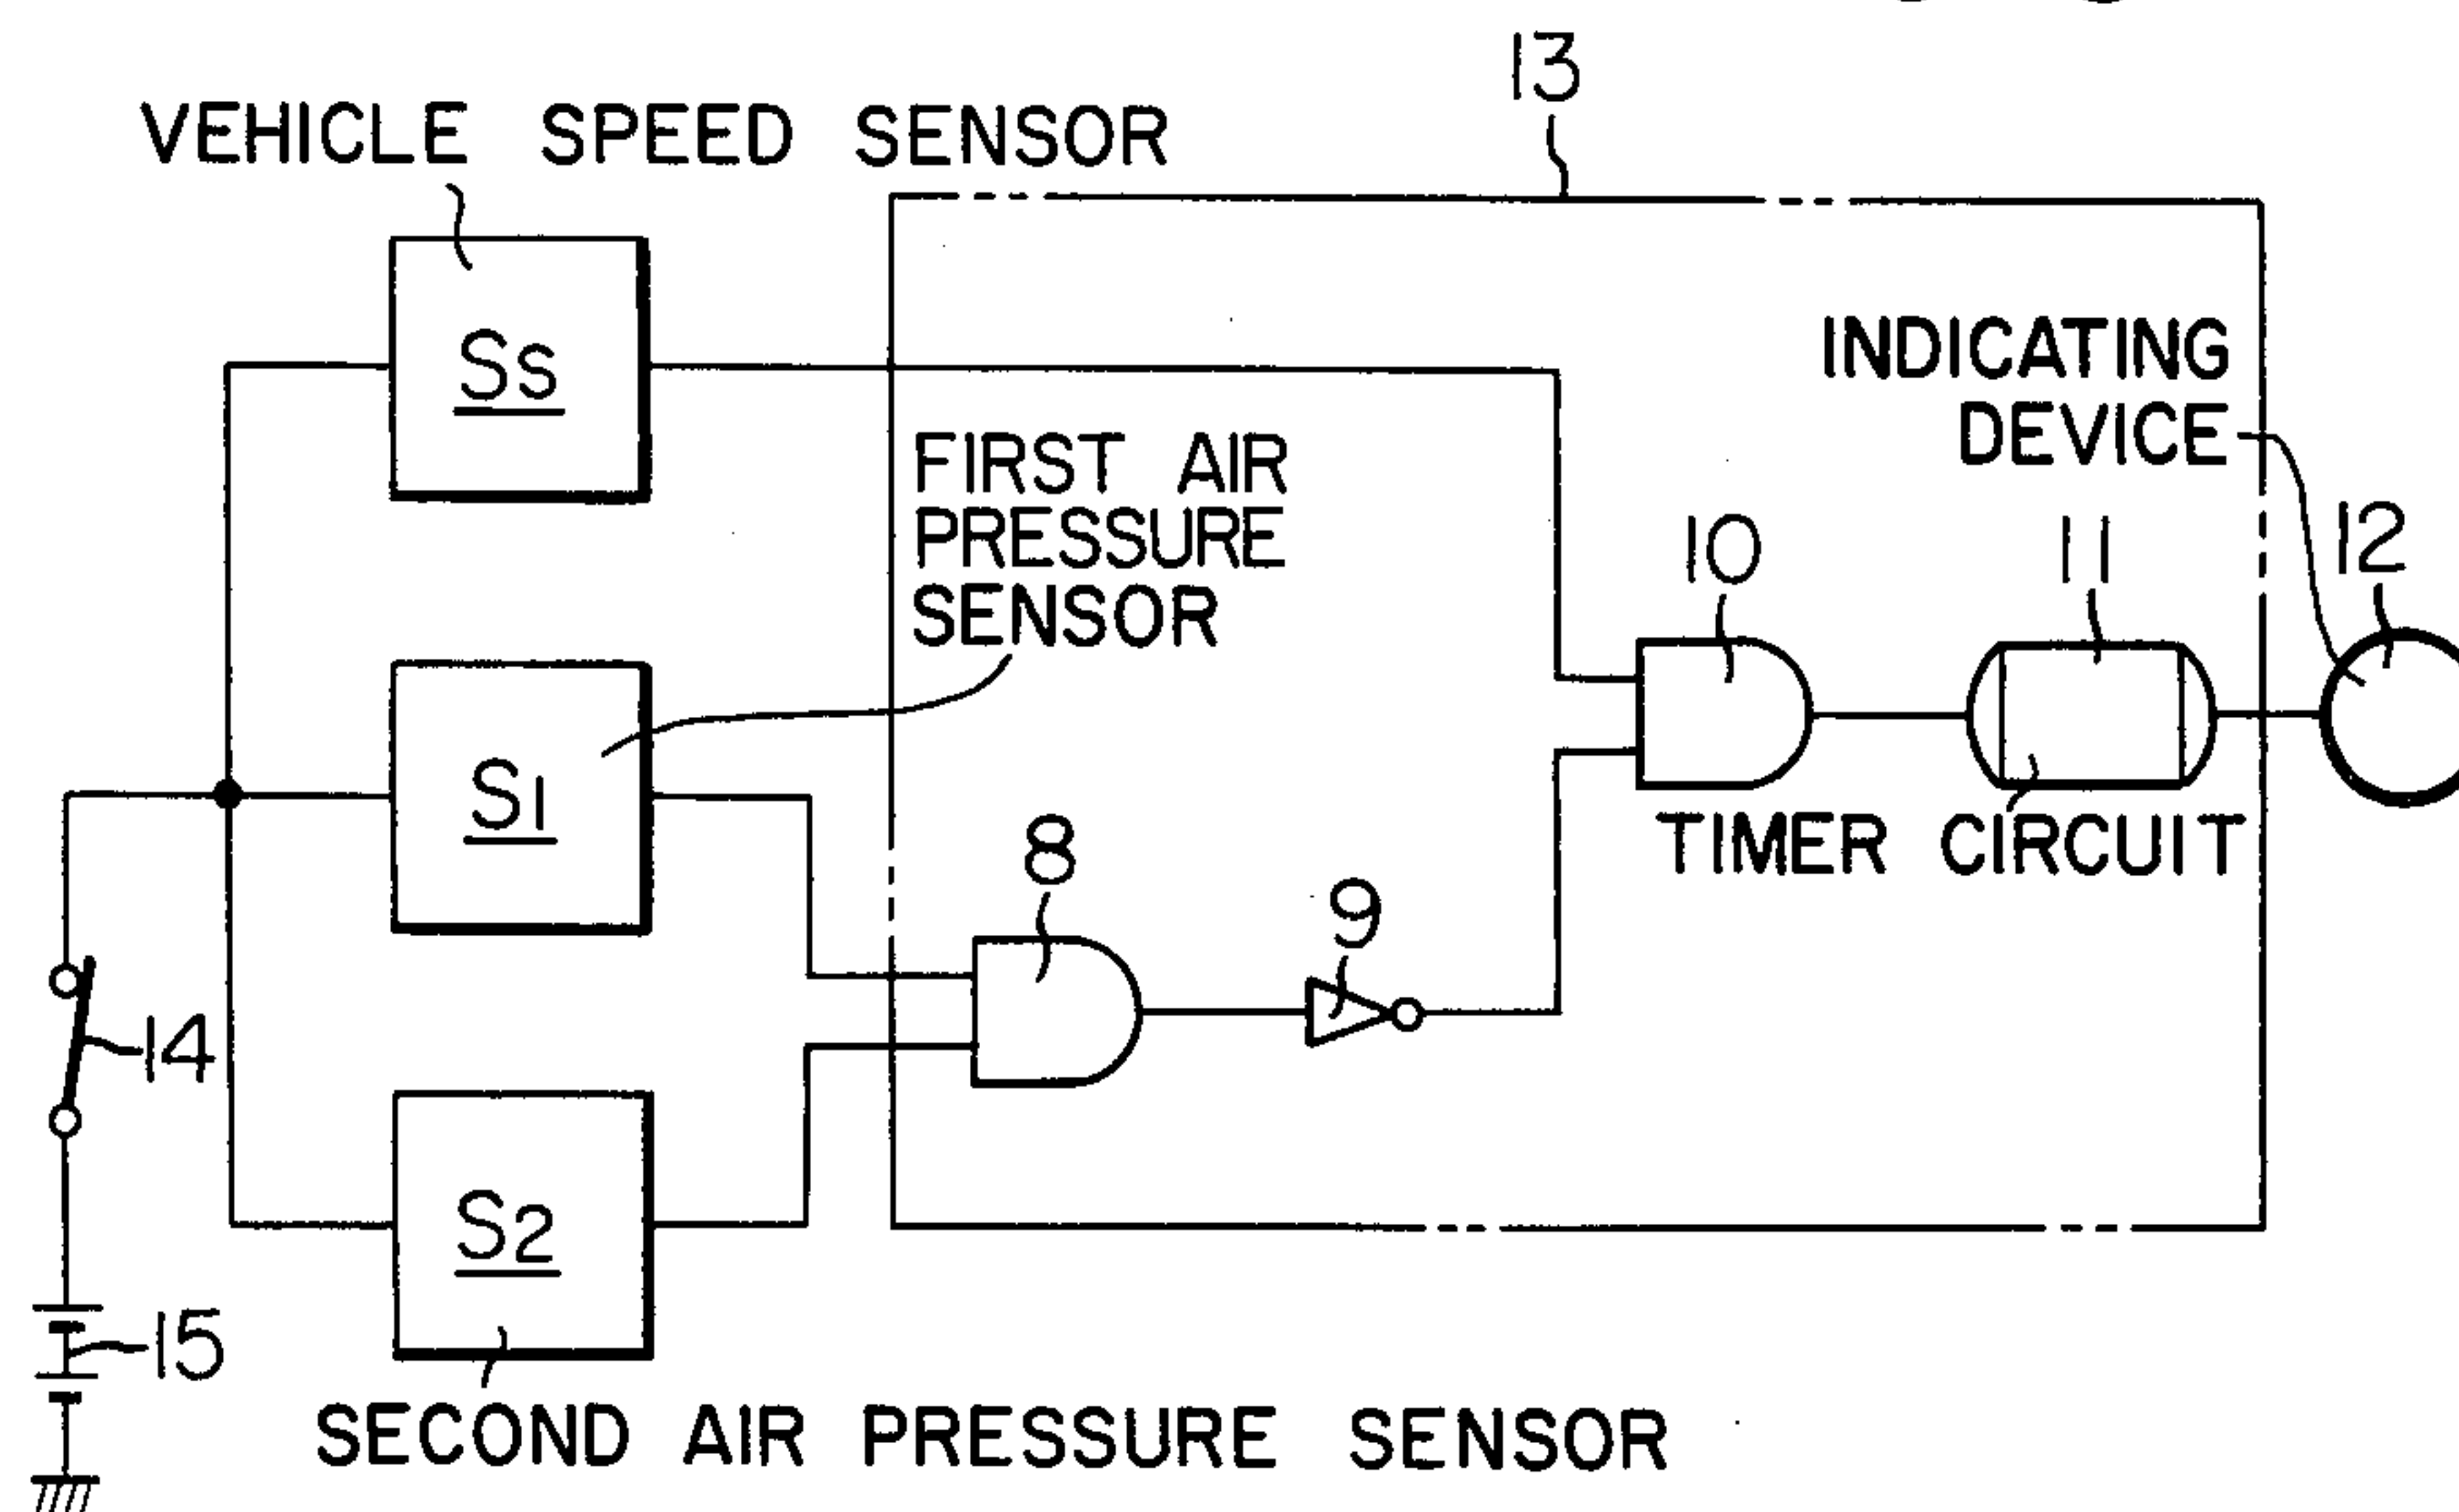 13
VEHICLE SPEED SENSOR
Ss
INDICATING
DEVICE
FIRST AIR
PRESSURE
SENSOR
10
11
12
S1
8
TIMER CIRCUIT
9
14
S2
15
SECOND AIR PRESSURE SENSOR